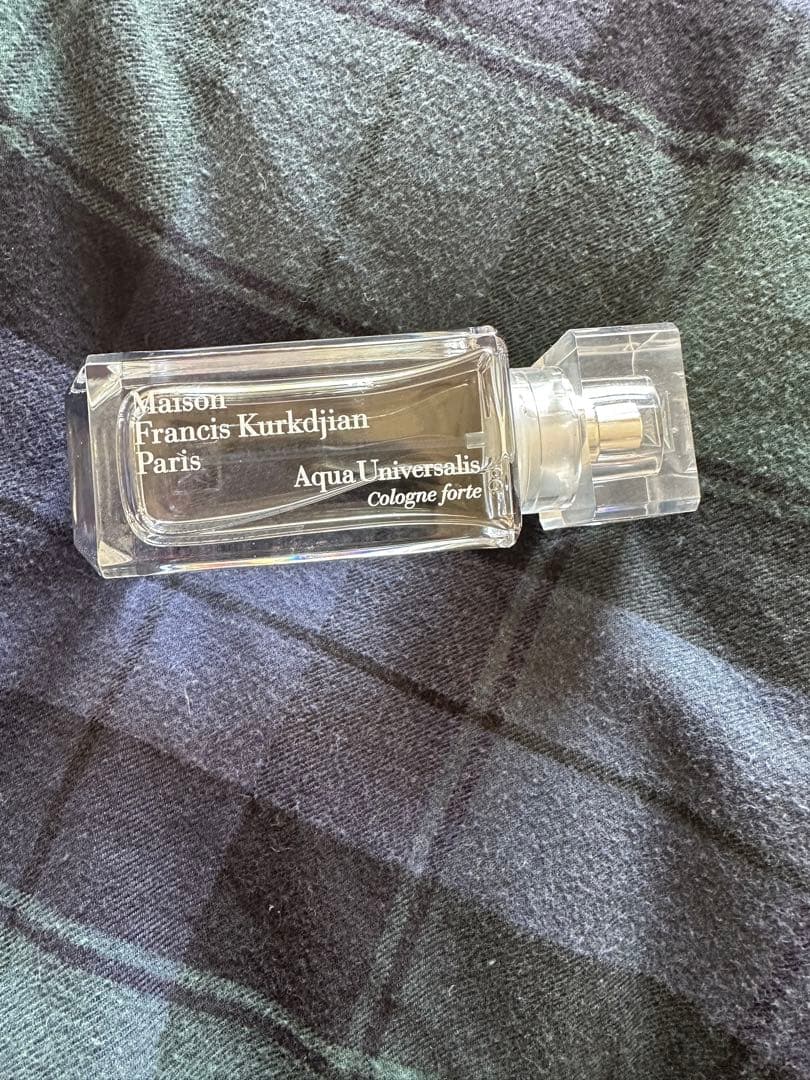 Maison
Francis Kurkdjian
Paris
Aqua Universalis
Cologne forte